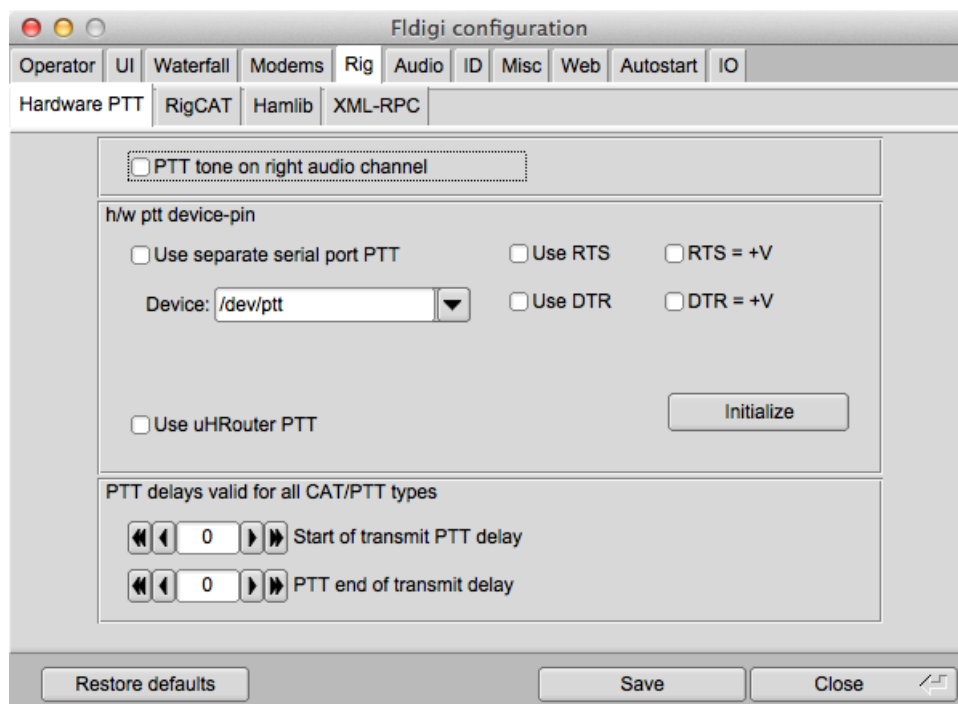 Fldigi configuration
Operator UI Waterfall Modems Rig Audio ID Misc Web Autostart IO
Hardware PTT RigCAT Hamlib XML-RPC
PTT tone on right audio channel
h/w ptt device-pin
Use separate serial port PTT Use RTS RTS = +V
Device: /dev/ptt Use DTR DTR = +V
Use uHRouter PTT Initialize
PTT delays valid for all CAT/PTT types
0 Start of transmit PTT delay
0 PTT end of transmit delay
Restore defaults Save Close